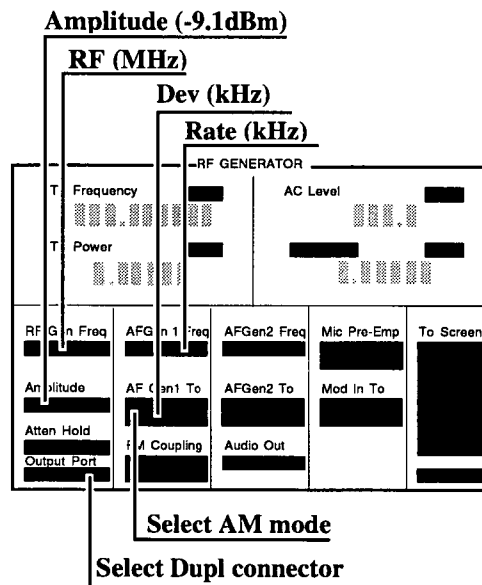 Amplitude (-9.1dBm)
RF (MHz)
Dev (kHz)
Rate (kHz)
RF GENERATOR
T Frequency
AC Level
T Power
RF Gen Freq
AFGen 1 Freq
AFGen2 Freq
Mic Pre-Emp
To Screen
Amplitude
AF Gen1 To
AFGen2 To
Mod In To
Atten Hold
FM Coupling
Audio Out
Output Port
Select AM mode
Select Dupl connector